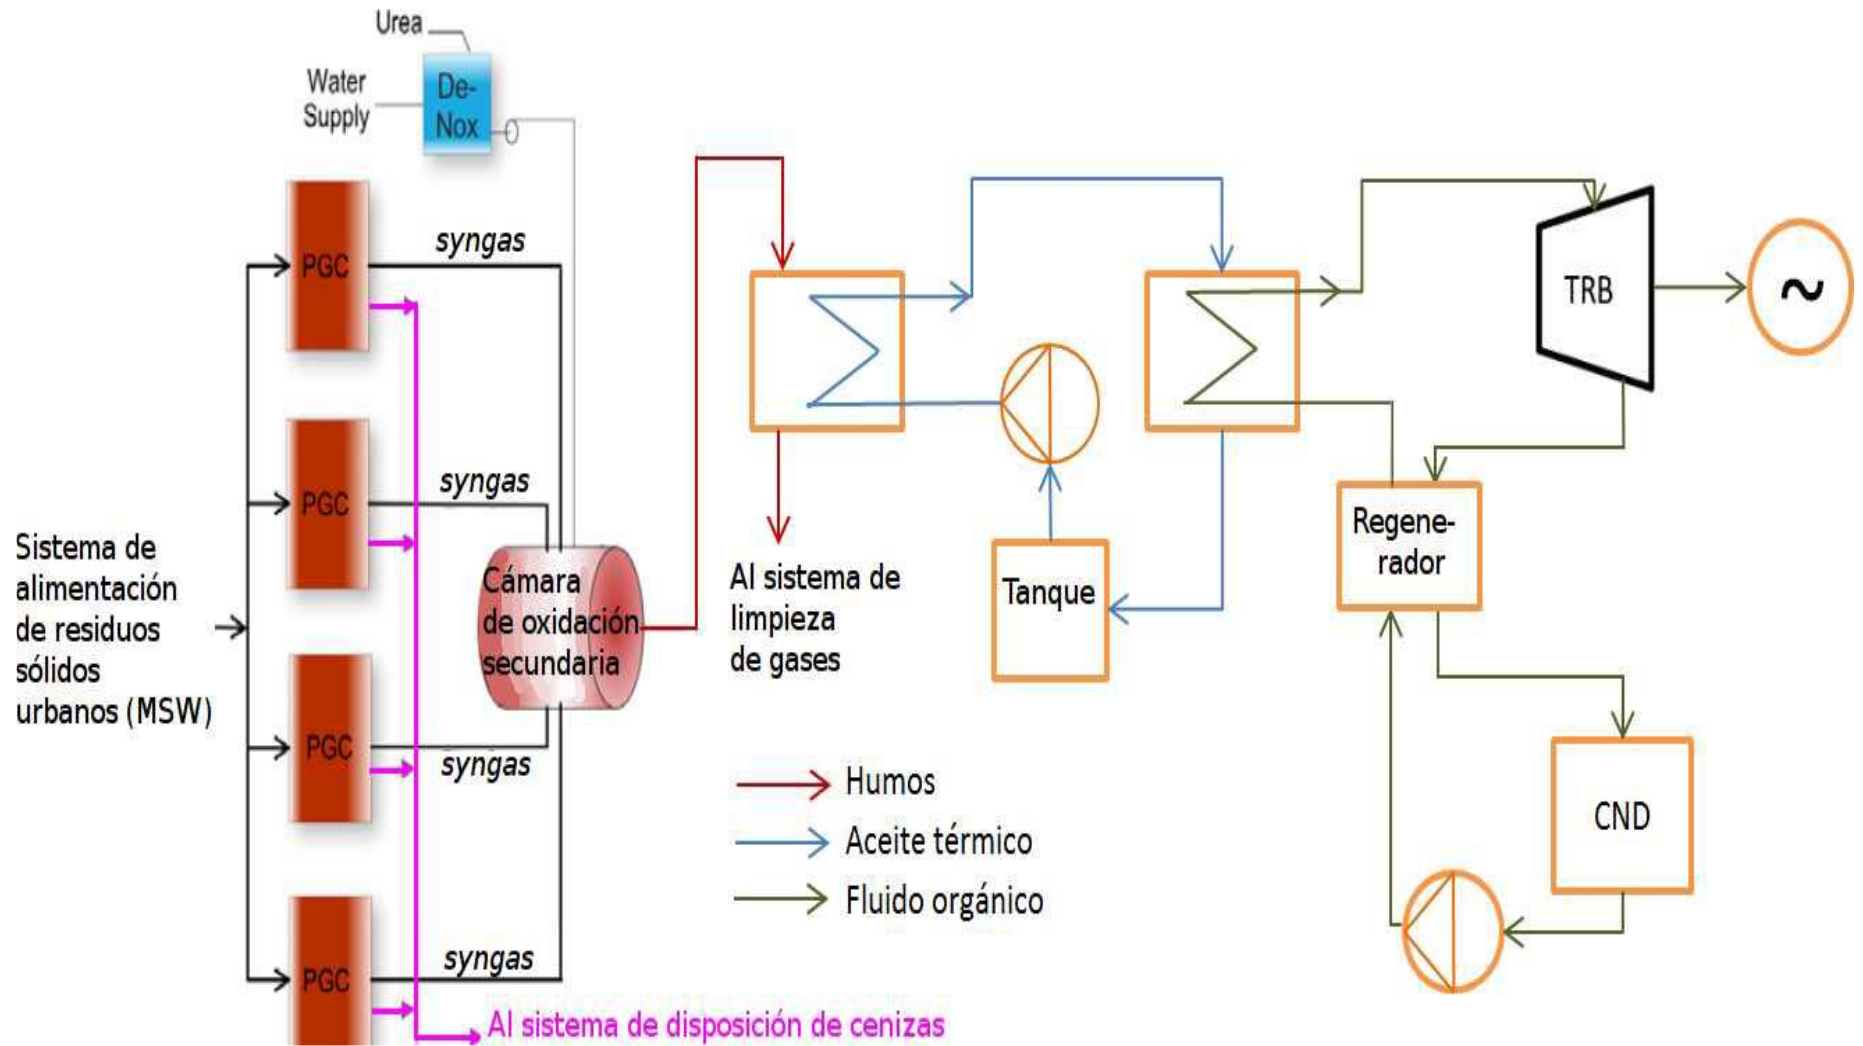 Urea
Water
Supply
De-
Nox
PGC
syngas
PGC
syngas
Sistema de
alimentación
de residuos
sólidos
urbanos (MSW)
Cámara
de oxidación
secundaria
PGC
syngas
PGC
syngas
Al sistema de disposición de cenizas
Al sistema de
limpieza
de gases
Tanque
TRB
~
Regene-
rador
CND
Humos
Aceite térmico
Fluido orgánico